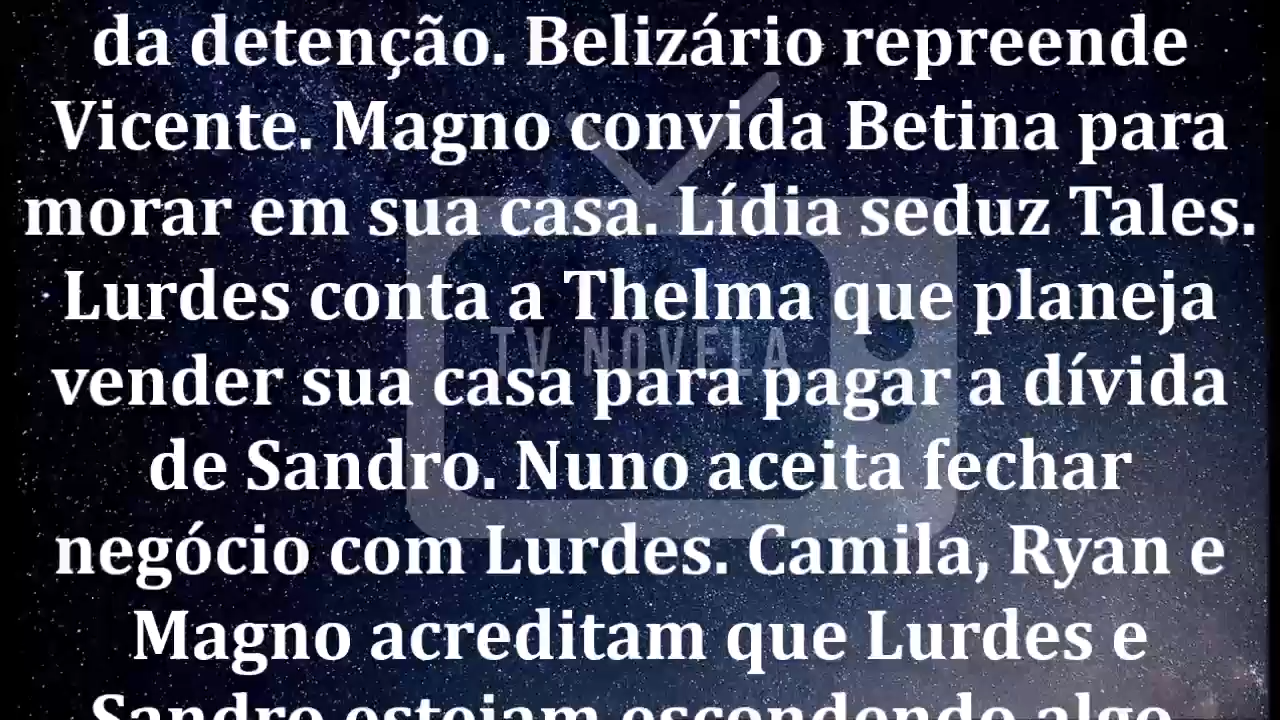 da detenção. Belizário repreende
Vicente. Magno convida Betina para
morar em sua casa. Lídia seduz Tales.
Lurdes conta a Thelma que planeja
TV NOVELA
vender sua casa para pagar a dívida
de Sandro. Nuno aceita fechar
negócio com Lurdes. Camila, Ryan e
Magno acreditam que Lurdes e
Sandro estejam escondendo algo